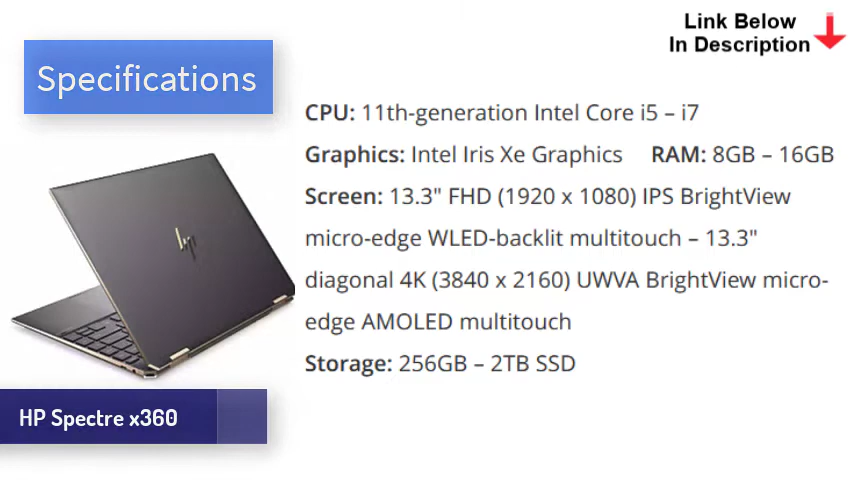 Link Below
In Description
Specifications
CPU: 11th-generation Intel Core i5 – i7
Graphics: Intel Iris Xe Graphics RAM: 8GB – 16GB
Screen: 13.3" FHD (1920 x 1080) IPS BrightView
micro-edge WLED-backlit multitouch – 13.3"
diagonal 4K (3840 x 2160) UWVA BrightView micro-
edge AMOLED multitouch
Storage: 256GB – 2TB SSD
hp
HP Spectre x360